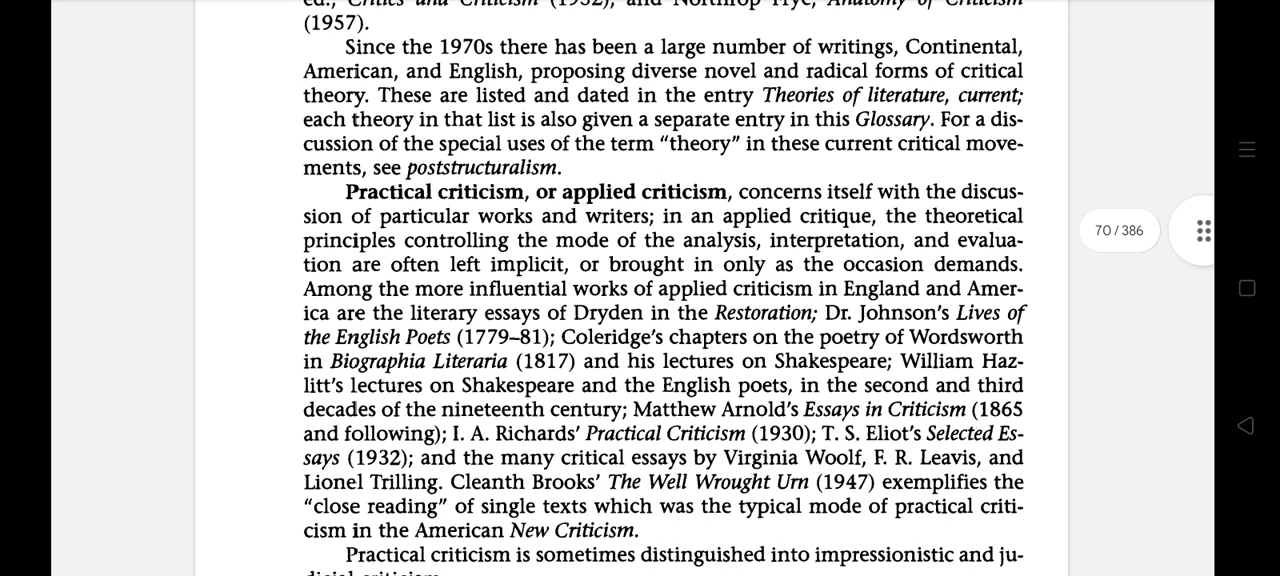 ed., Critics and Criticism (1952); and Northrop Frye, Anatomy of Criticism
(1957).
Since the 1970s there has been a large number of writings, Continental,
American, and English, proposing diverse novel and radical forms of critical
theory. These are listed and dated in the entry Theories of literature, current;
each theory in that list is also given a separate entry in this Glossary. For a dis-
cussion of the special uses of the term “theory” in these current critical move-
ments, see poststructuralism.
Practical criticism, or applied criticism, concerns itself with the discus-
sion of particular works and writers; in an applied critique, the theoretical
principles controlling the mode of the analysis, interpretation, and evalua-
tion are often left implicit, or brought in only as the occasion demands.
Among the more influential works of applied criticism in England and Amer-
ica are the literary essays of Dryden in the Restoration; Dr. Johnson’s Lives of
the English Poets (1779–81); Coleridge’s chapters on the poetry of Wordsworth
in Biographia Literaria (1817) and his lectures on Shakespeare; William Haz-
litt’s lectures on Shakespeare and the English poets, in the second and third
decades of the nineteenth century; Matthew Arnold’s Essays in Criticism (1865
and following); I. A. Richards’ Practical Criticism (1930); T. S. Eliot’s Selected Es-
says (1932); and the many critical essays by Virginia Woolf, F. R. Leavis, and
Lionel Trilling. Cleanth Brooks’ The Well Wrought Urn (1947) exemplifies the
“close reading” of single texts which was the typical mode of practical criti-
cism in the American New Criticism.
Practical criticism is sometimes distinguished into impressionistic and ju-
dicial criticism
70 / 386